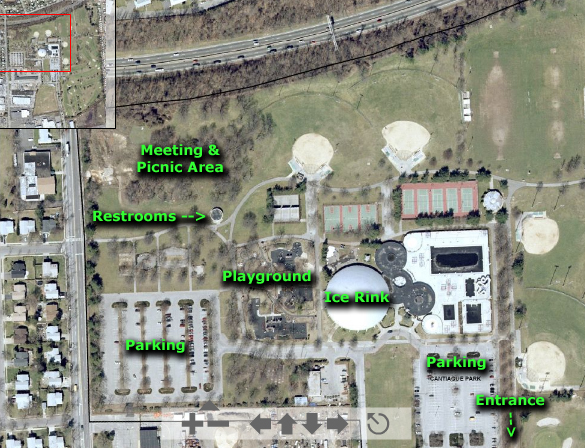 Meeting &
Picnic Area
Restrooms -->
Playground
Ice Rink
Parking
Parking
CANTIAGUE PARK
Entrance
-->